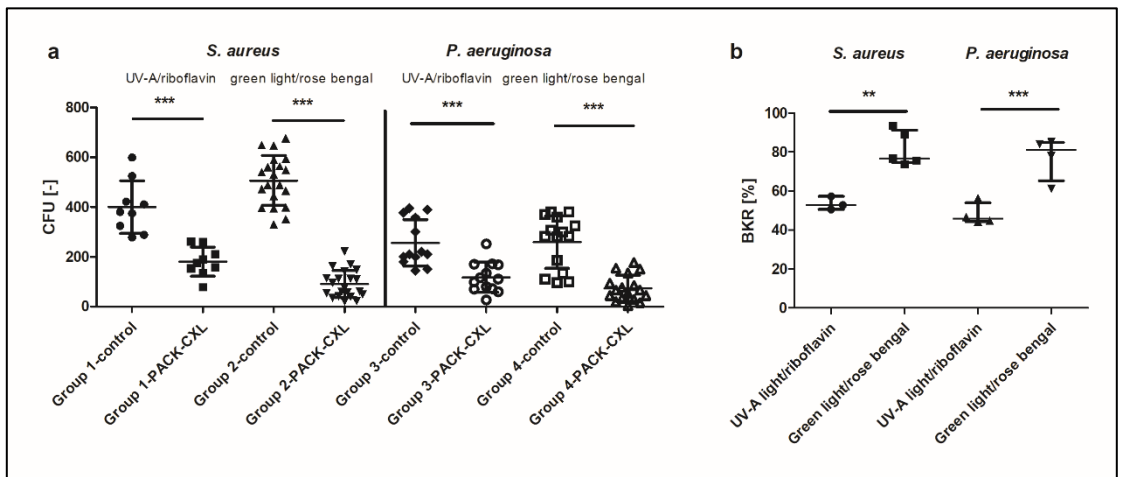 a
S. aureus
P. aeruginosa
UV-A/riboflavin green light/rose bengal
UV-A/riboflavin green light/rose bengal
*** *** *** ***
CFU [-]
800
600
400
200
0
Group 1-control
Group 1-PACK-CXL
Group 2-control
Group 2-PACK-CXL
Group 3-control
Group 3-PACK-CXL
Group 4-control
Group 4-PACK-CXL
b
S. aureus
P. aeruginosa
** ***
BKR [%]
100
80
60
40
20
0
UV-A light/riboflavin
Green light/rose bengal
UV-A light/riboflavin
Green light/rose bengal